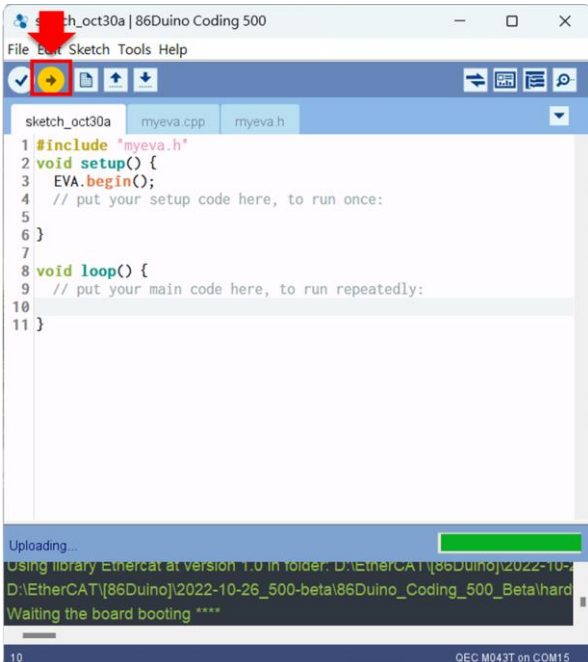 sketch_oct30a | 86Duino Coding 500
File Edit Sketch Tools Help
sketch_oct30a myeva.cpp myeva.h
1 #include "myeva.h"
2 void setup() {
3 EVA.begin();
4 // put your setup code here, to run once:
5
6 }
7
8 void loop() {
9 // put your main code here, to run repeatedly:
10
11 }
Uploading...
Using library Ethercat at version 1.0 in folder: D:\EtherCAT\[86Duino]\2022-10-2
D:\EtherCAT\[86Duino]\2022-10-26_500-beta\86Duino_Coding_500_Beta\hard
Waiting the board booting ****
10 QEC M043T on COM15